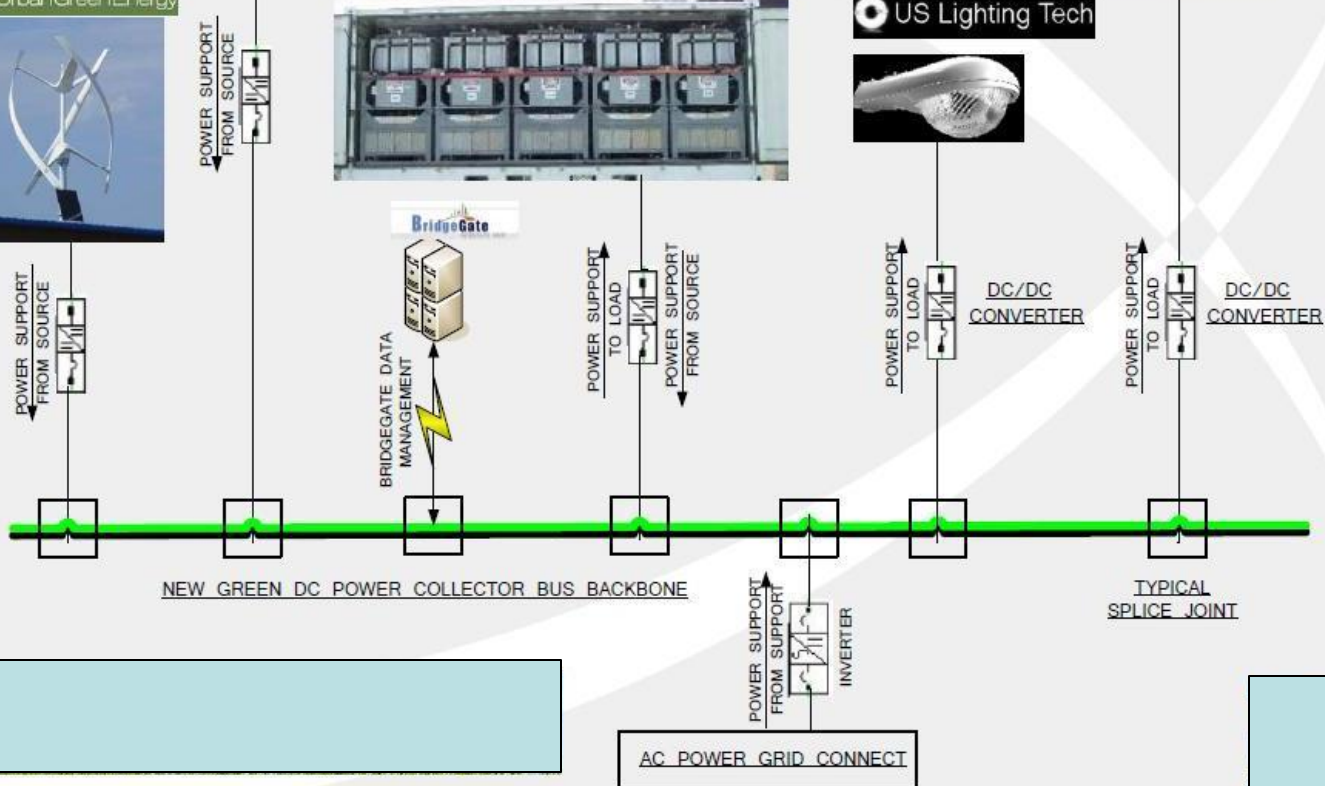 UrbanGreenEnergy
US Lighting Tech
POWER SUPPORT
FROM SOURCE
BridgeGate
POWER SUPPORT
FROM SOURCE
BRIDGEGATE DATA
MANAGEMENT
POWER SUPPORT
TO LOAD
POWER SUPPORT
FROM SOURCE
POWER SUPPORT
TO LOAD
DC/DC
CONVERTER
POWER SUPPORT
TO LOAD
DC/DC
CONVERTER
NEW GREEN DC POWER COLLECTOR BUS BACKBONE
TYPICAL
SPLICE JOINT
POWER SUPPORT
FROM SUPPORT
INVERTER
AC POWER GRID CONNECT